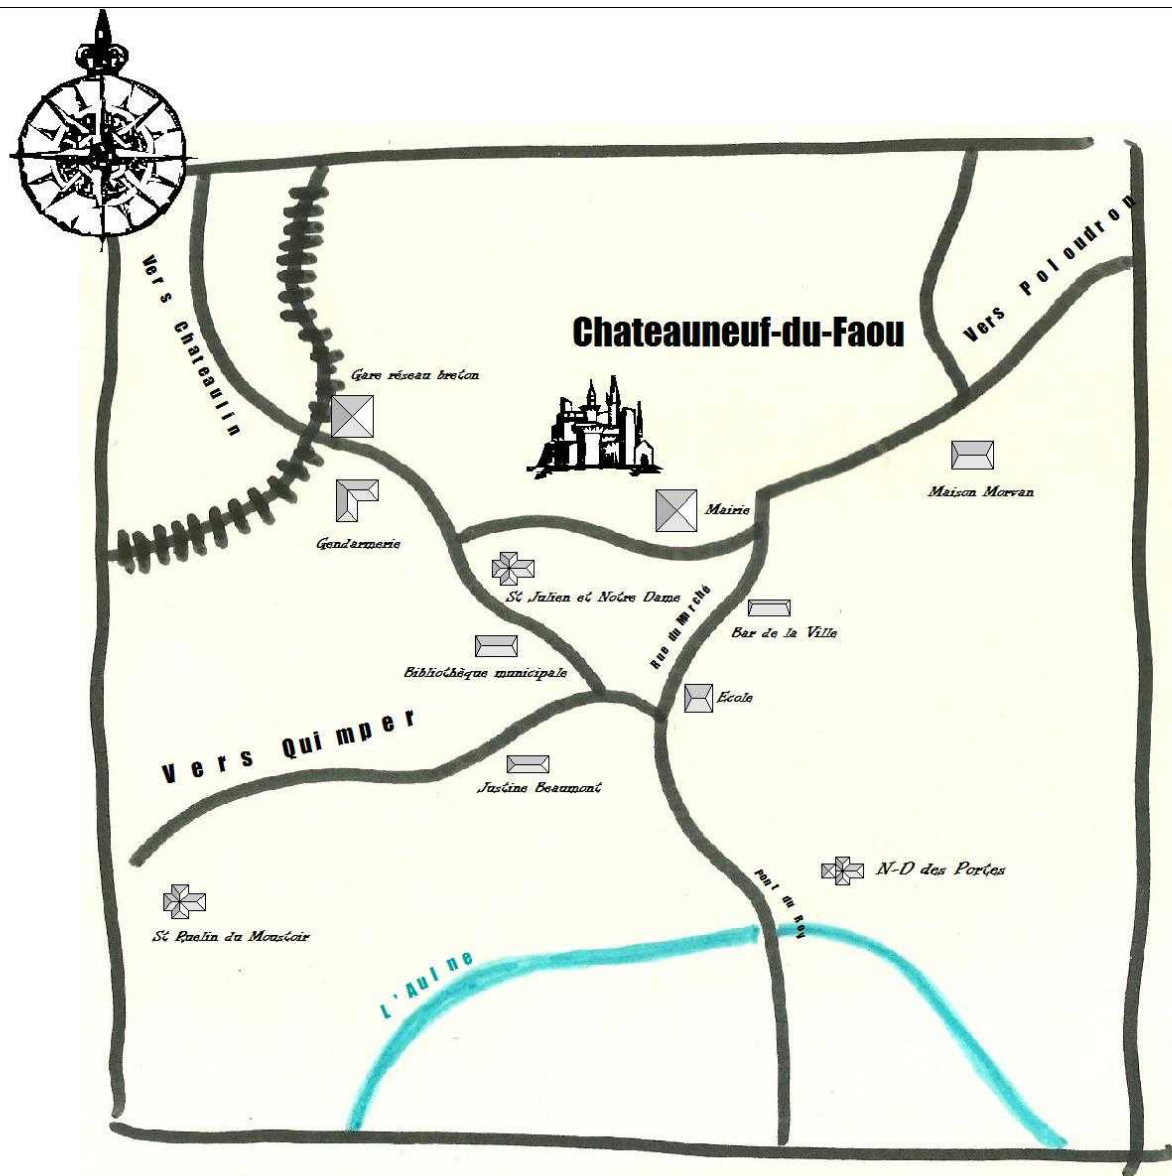 Vers Chateaulin
Vers Poloudron
Chateauneuf-du-Faou
Gare réseau breton
Maison Morvan
Mairie
Gendarmerie
St Julien et Notre Dame
Rue du Marché
Bar de la Ville
Bibliothèque municipale
Ecole
Vers Quimper
Justine Beaumont
N-D des Portes
pont du Roy
St Ruelin du Moustoir
L'Aulne